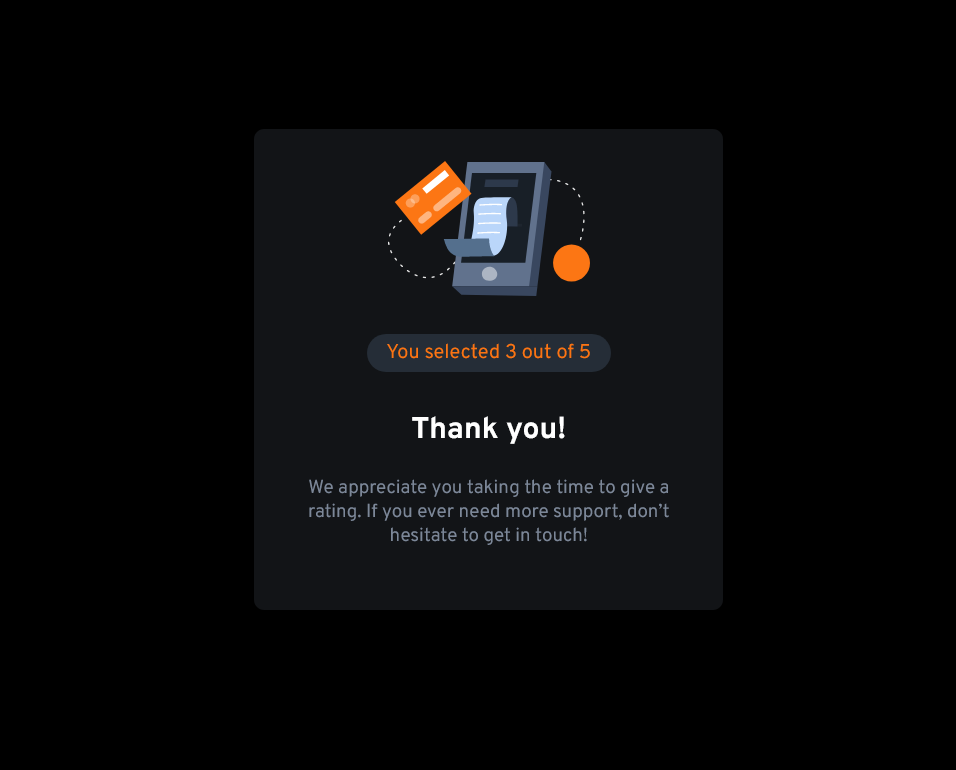 You selected 3 out of 5
Thank you!
We appreciate you taking the time to give a
rating. If you ever need more support, don’t
hesitate to get in touch!